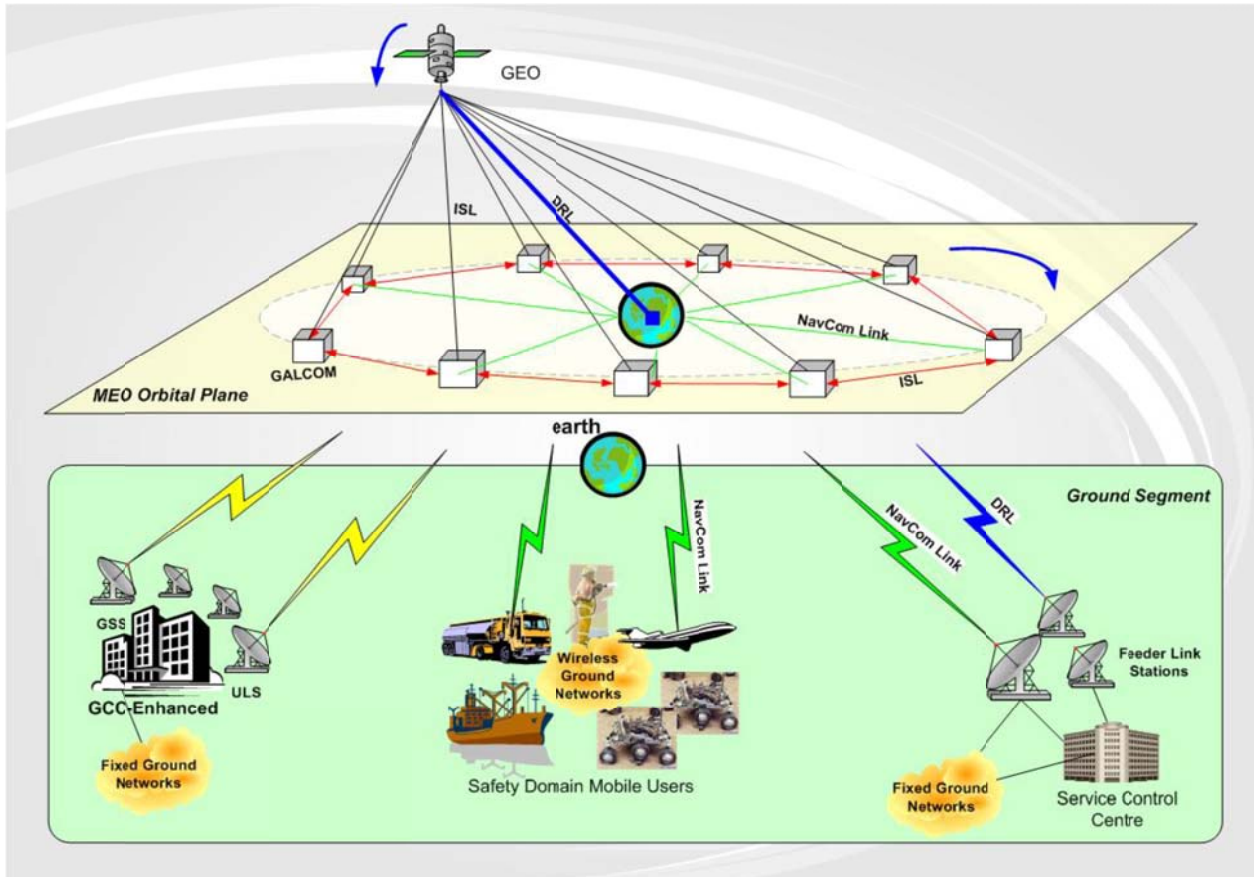 GEO
ISL
DRL
NavCom Link
GALCOM
ISL
MEO Orbital Plane
earth
Ground Segment
DRL
NavCom Link
NavCom Link
GSS
ULS
GCC-Enhanced
Fixed Ground
Networks
Wireless
Ground
Networks
Safety Domain Mobile Users
Feeder Link
Stations
Fixed Ground
Networks
Service Control
Centre